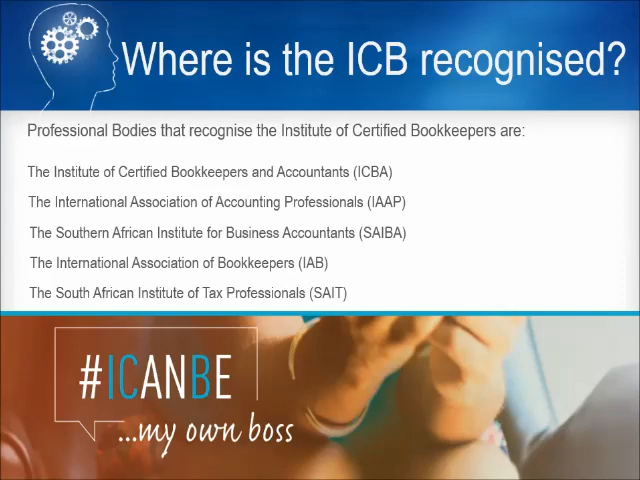 Where is the ICB recognised?
Professional Bodies that recognise the Institute of Certified Bookkeepers are:
The Institute of Certified Bookkeepers and Accountants (ICBA)
The International Association of Accounting Professionals (IAAP)
The Southern African Institute for Business Accountants (SAIBA)
The International Association of Bookkeepers (IAB)
The South African Institute of Tax Professionals (SAIT)
#ICANBE
...my own boss